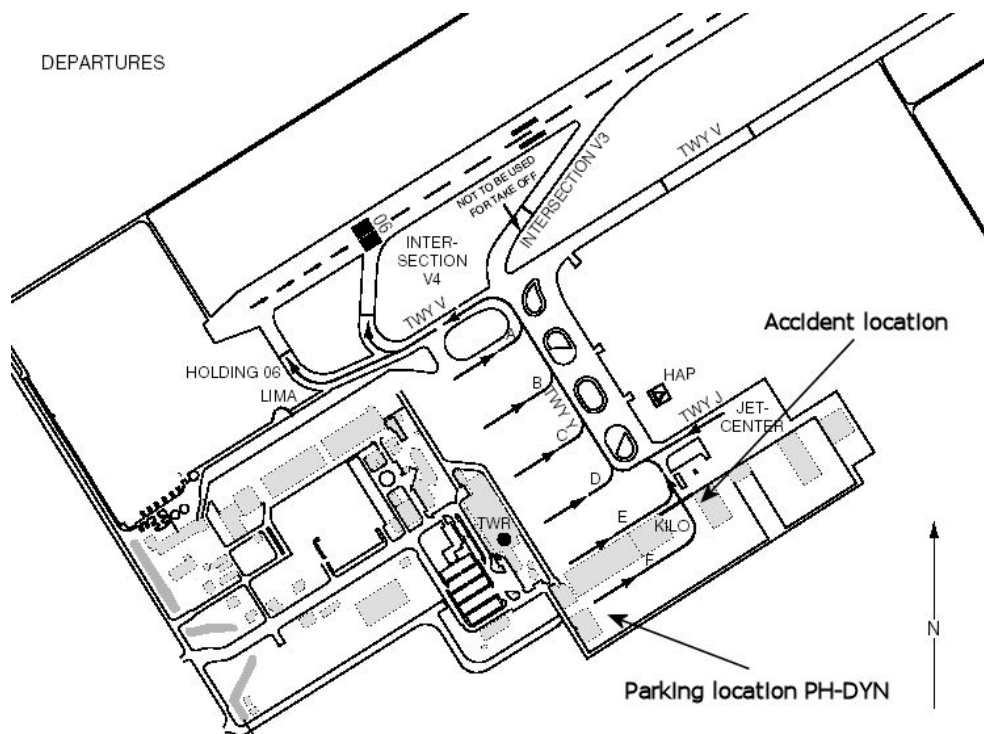 DEPARTURES
TWY V
INTERSECTION V3
NOT TO BE USED
FOR TAKE OFF
06
INTER-
SECTION
V4
TWY V
Accident location
A
HOLDING 06
LIMA
HAP
B
TWY Y
TWY J
JET-
CENTER
C
D
E
KILO
TWR
F
N
Parking location PH-DYN